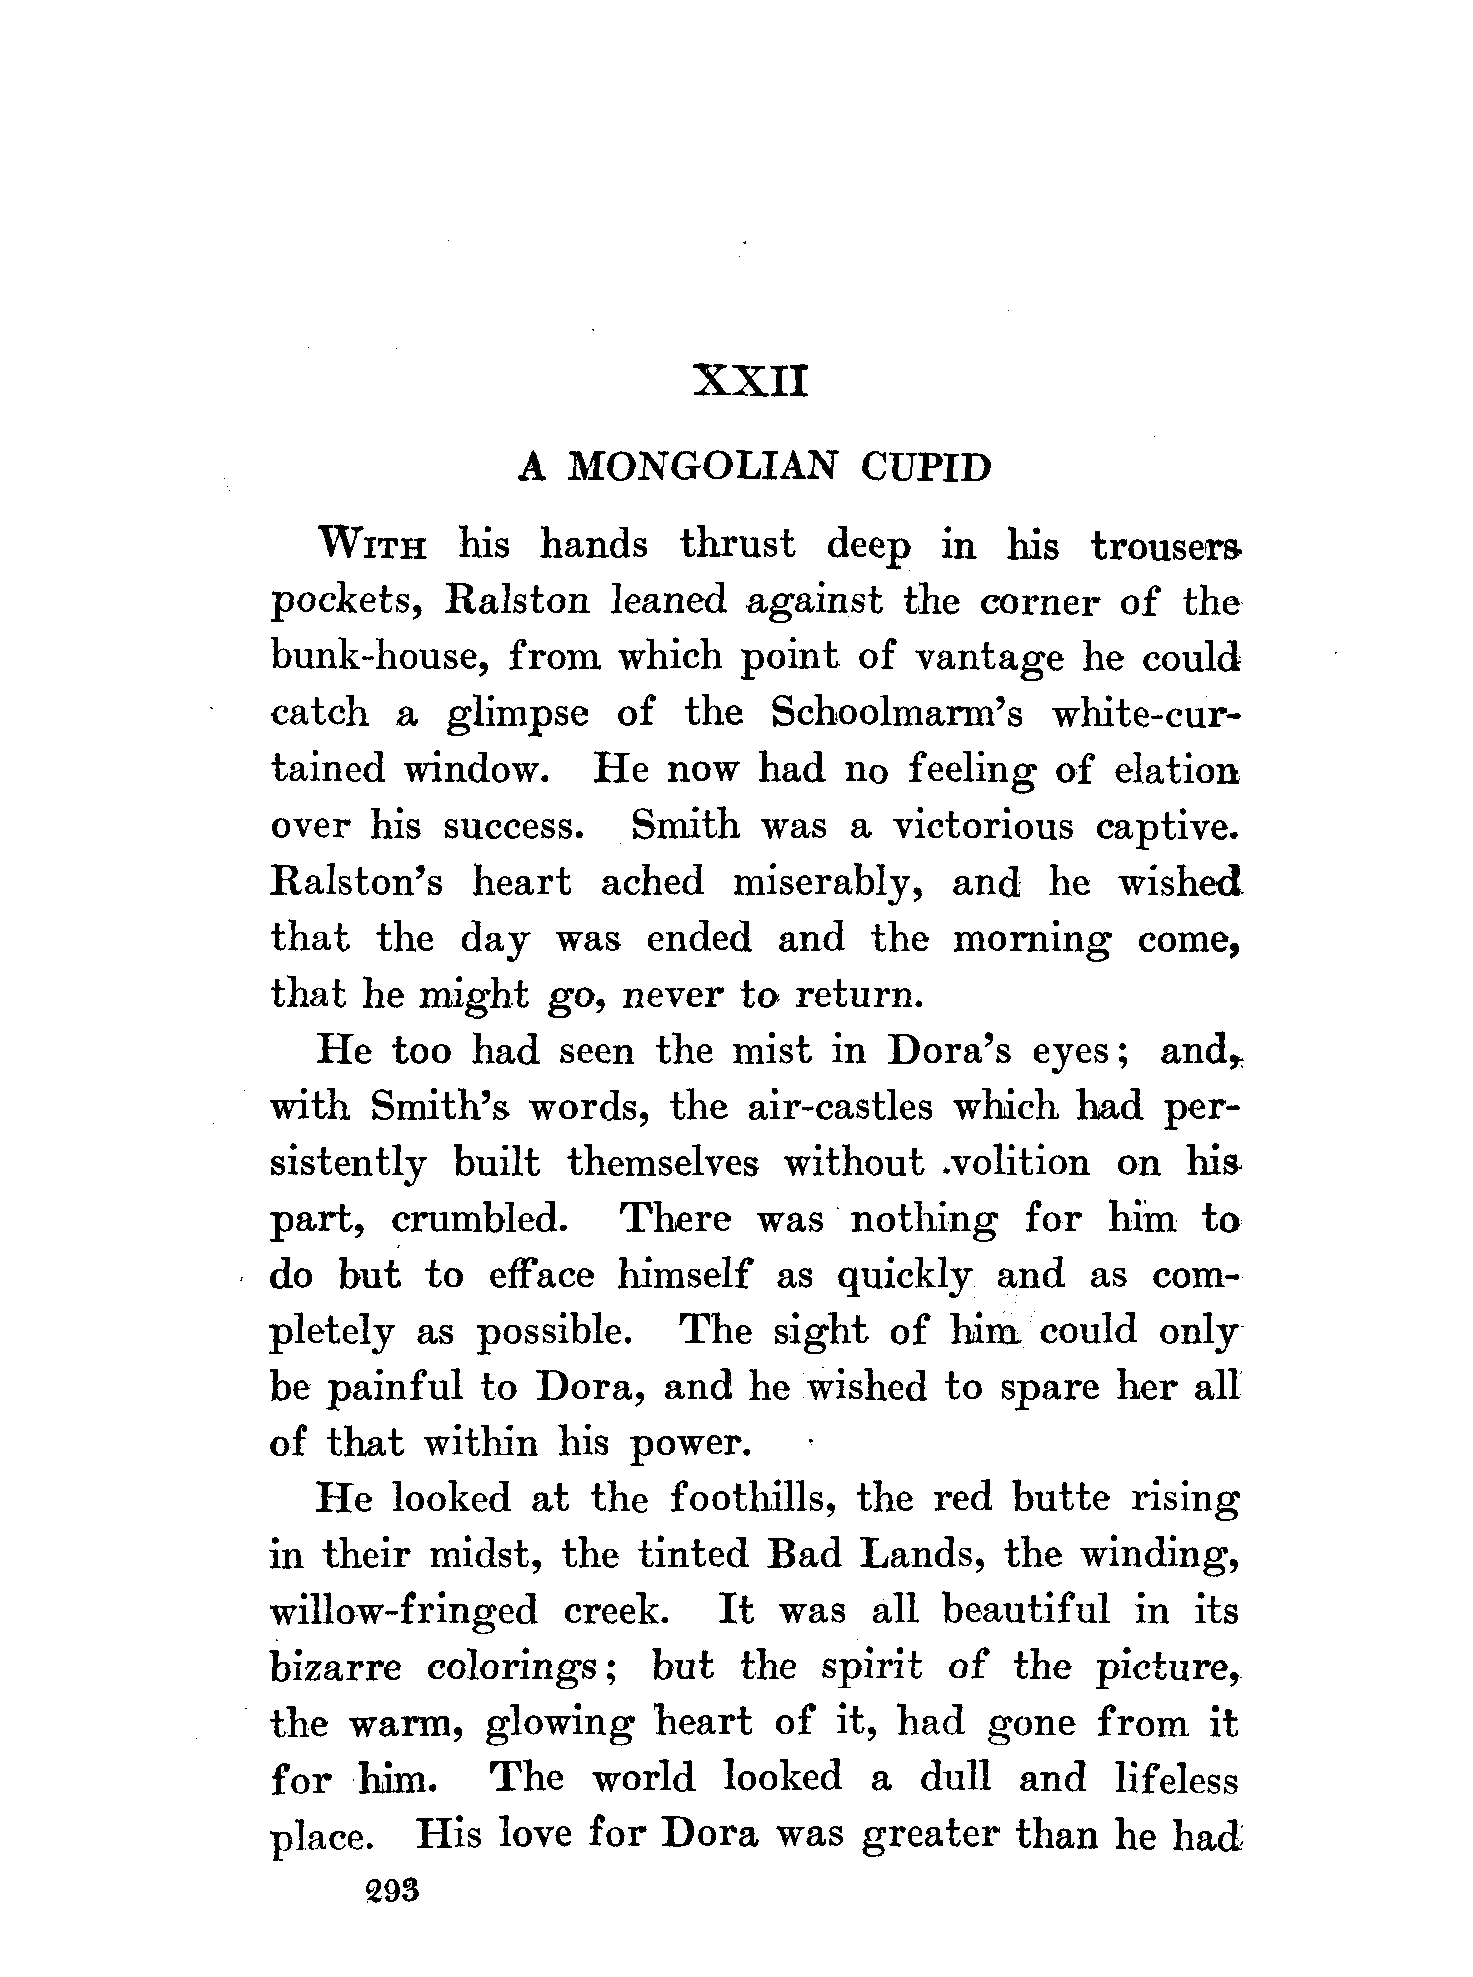 XXII
A MONGOLIAN CUPID
WITH his hands thrust deep in his trousers
pockets, Ralston leaned against the corner of the
bunk-house, from which point of vantage he could
catch a glimpse of the Schoolmarm's white-cur-
tained window. He now had no feeling of elation
over his success. Smith was a victorious captive.
Ralston's heart ached miserably, and he wished
that the day was ended and the morning come,
that he might go, never to return.
He too had seen the mist in Dora's eyes; and,
with Smith's words, the air-castles which had per-
sistently built themselves without volition on his
part, crumbled. There was nothing for him to
do but to efface himself as quickly and as com-
pletely as possible. The sight of him could only
be painful to Dora, and he wished to spare her all
of that within his power.
He looked at the foothills, the red butte rising
in their midst, the tinted Bad Lands, the winding,
willow-fringed creek. It was all beautiful in its
bizarre colorings; but the spirit of the picture,
the warm, glowing heart of it, had gone from it
for him. The world looked a dull and lifeless
place. His love for Dora was greater than he had
293